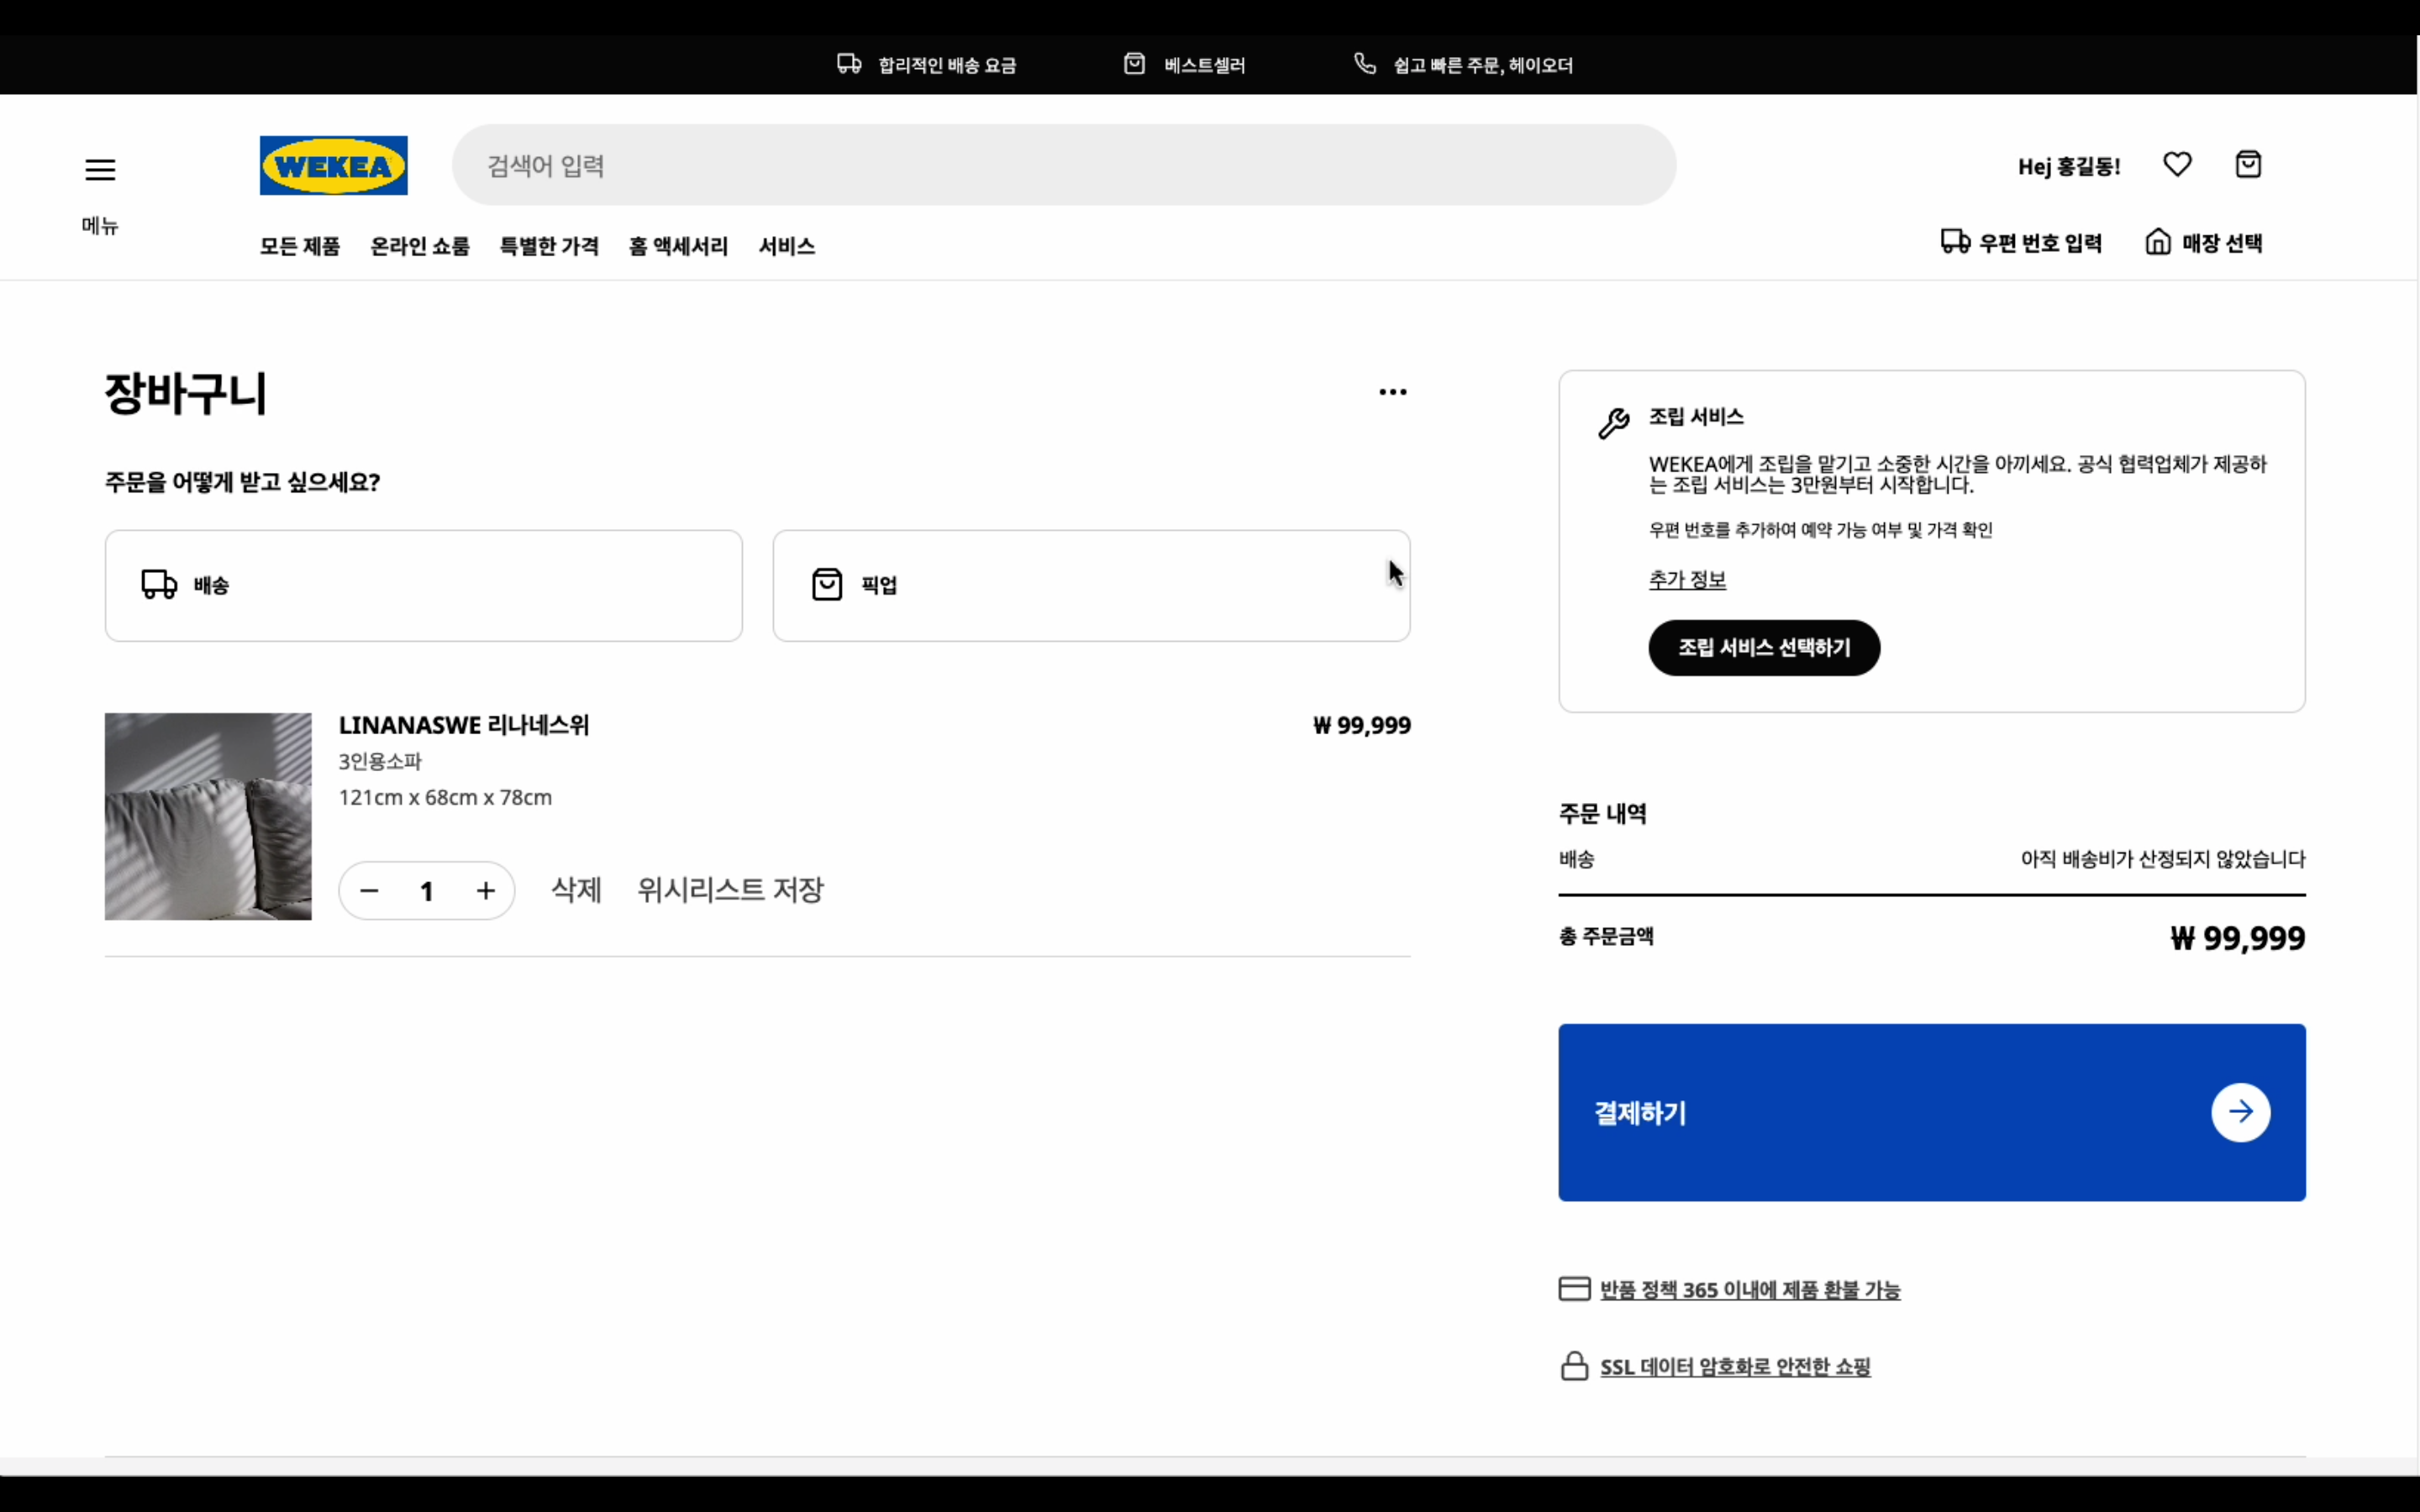 합리적인 배송 요금
베스트셀러
쉽고 빠른 주문, 헤이오더
메뉴
WEKEA
검색어 입력
Hej 홍길동!
모든 제품
온라인 쇼룸
특별한 가격
홈 액세서리
서비스
우편 번호 입력
매장 선택
장바구니
주문을 어떻게 받고 싶으세요?
배송
픽업
LINANASWE 리나네스위
₩ 99,999
3인용소파
121cm x 68cm x 78cm
1
삭제
위시리스트 저장
조립 서비스
WEKEA에게 조립을 맡기고 소중한 시간을 아끼세요. 공식 협력업체가 제공하
는 조립 서비스는 3만원부터 시작합니다.
우편 번호를 추가하여 예약 가능 여부 및 가격 확인
추가 정보
조립 서비스 선택하기
주문 내역
배송
아직 배송비가 산정되지 않았습니다
총 주문금액
₩ 99,999
결제하기
반품 정책 365 이내에 제품 환불 가능
SSL 데이터 암호화로 안전한 쇼핑